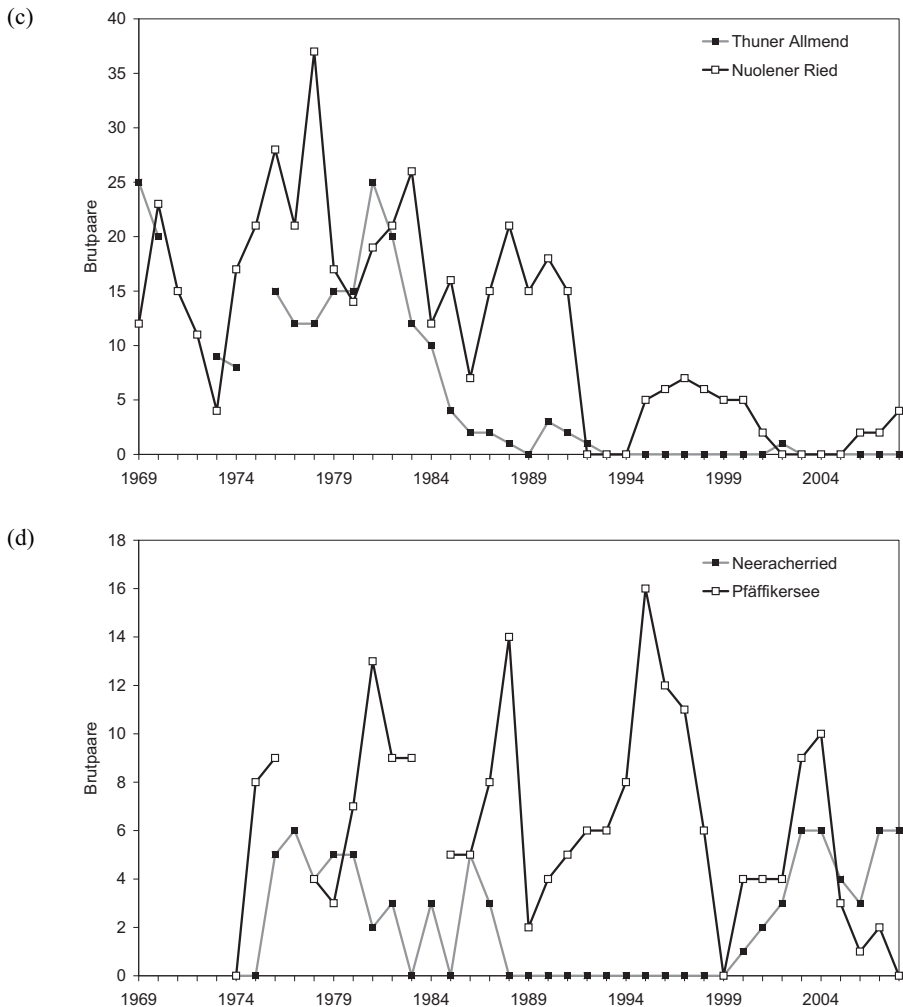 (c)
40
35
30
25
20
15
10
5
0
Brutpaare
Thuner Allmend
Nuolener Ried
1969 1974 1979 1984 1989 1994 1999 2004
(d)
18
16
14
12
10
8
6
4
2
0
Brutpaare
Neeracherried
Pfäffikersee
1969 1974 1979 1984 1989 1994 1999 2004